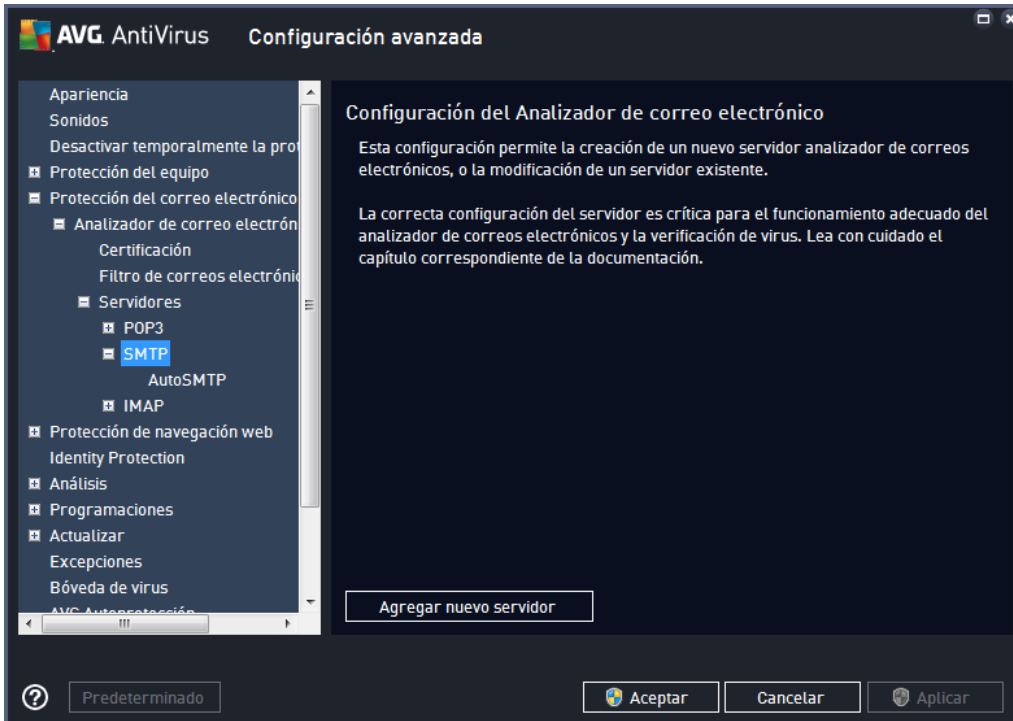 AVG. AntiVirus Configuración avanzada
Apariencia
Sonidos
Desactivar temporalmente la
Protección del equipo
Protección del correo electrónico
Analizador de correo
Certificación
Filtro de correos
Servidores
POP3
SMTP
AutoSMTP
IMAP
Protección de navegación web
Identity Protection
Análisis
Programaciones
Actualizar
Excepciones
Bóveda de virus
AVG Autoprotección
Configuración del Analizador de correo electrónico
Esta configuración permite la creación de un nuevo servidor analizador de correos
electrónicos, o la modificación de un servidor existente.
La correcta configuración del servidor es crítica para el funcionamiento adecuado del
analizador de correos electrónicos y la verificación de virus. Lea con cuidado el
capítulo correspondiente de la documentación.
Agregar nuevo servidor
Predeterminado
Aceptar
Cancelar
Aplicar